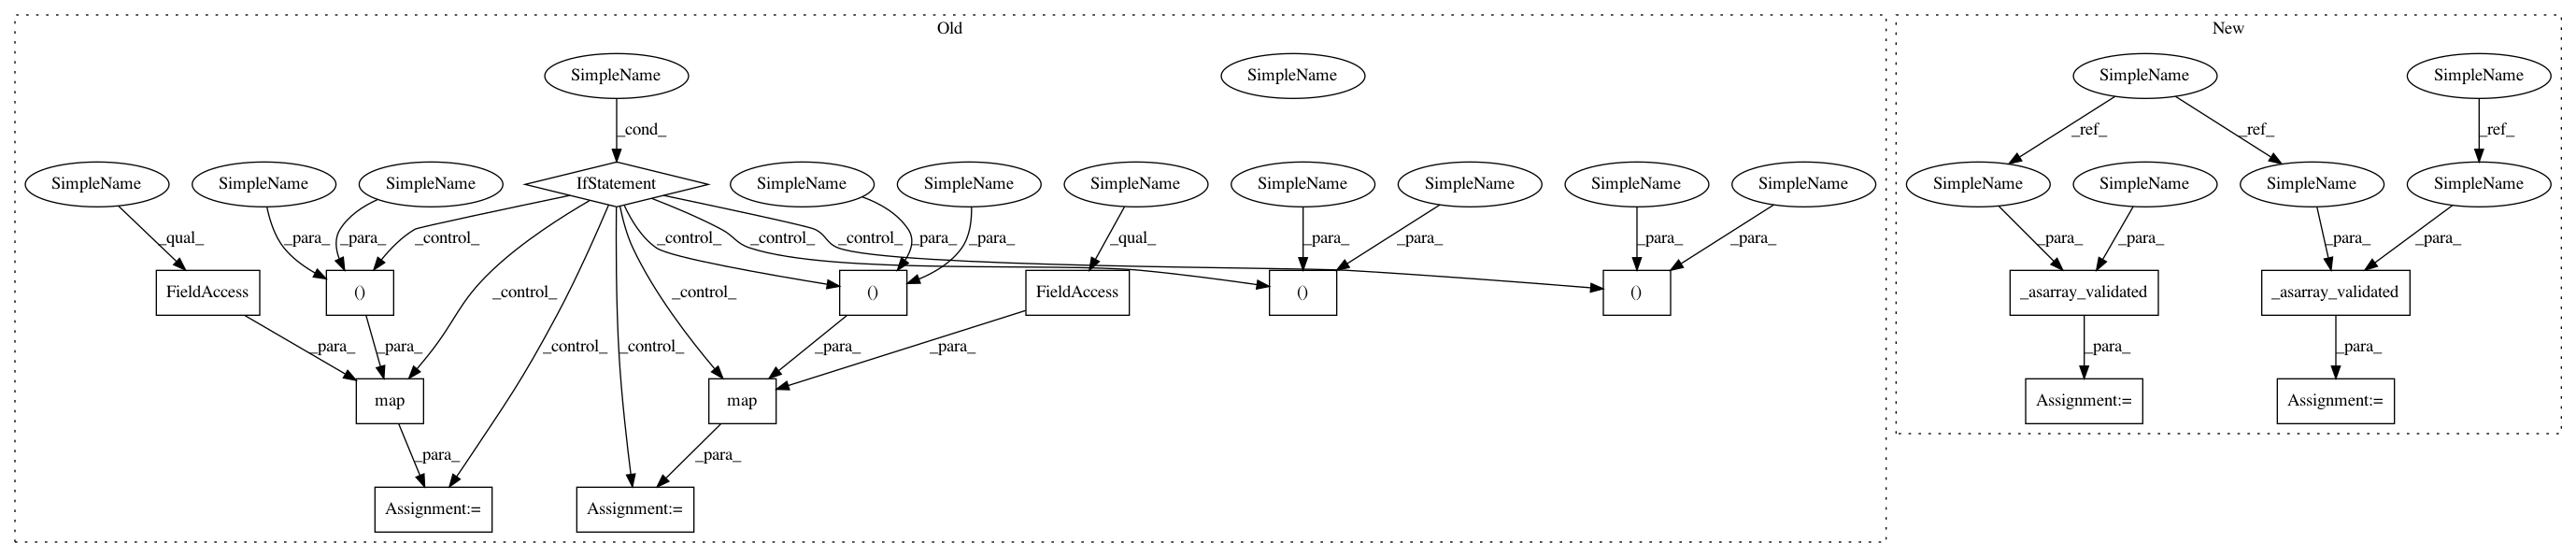 Old
New
SimpleName
SimpleName
SimpleName
SimpleName
_cond_
_ref_
_ref_
_ref_
SimpleName
SimpleName
SimpleName
IfStatement
SimpleName
SimpleName
SimpleName
SimpleName
SimpleName
SimpleName
SimpleName
SimpleName
SimpleName
SimpleName
SimpleName
_qual_
_para_
_para_
_control_
_control_
_control_
_control_
_para_
_para_
_qual_
_para_
_para_
_para_
_para_
_para_
_para_
_para_
_para_
FieldAccess
()
_control_
_control_
()
FieldAccess
()
()
_asarray_validated
_asarray_validated
_para_
_para_
_control_
_control_
_para_
_para_
_para_
_para_
map
map
Assignment:=
Assignment:=
_para_
_para_
Assignment:=
Assignment:=